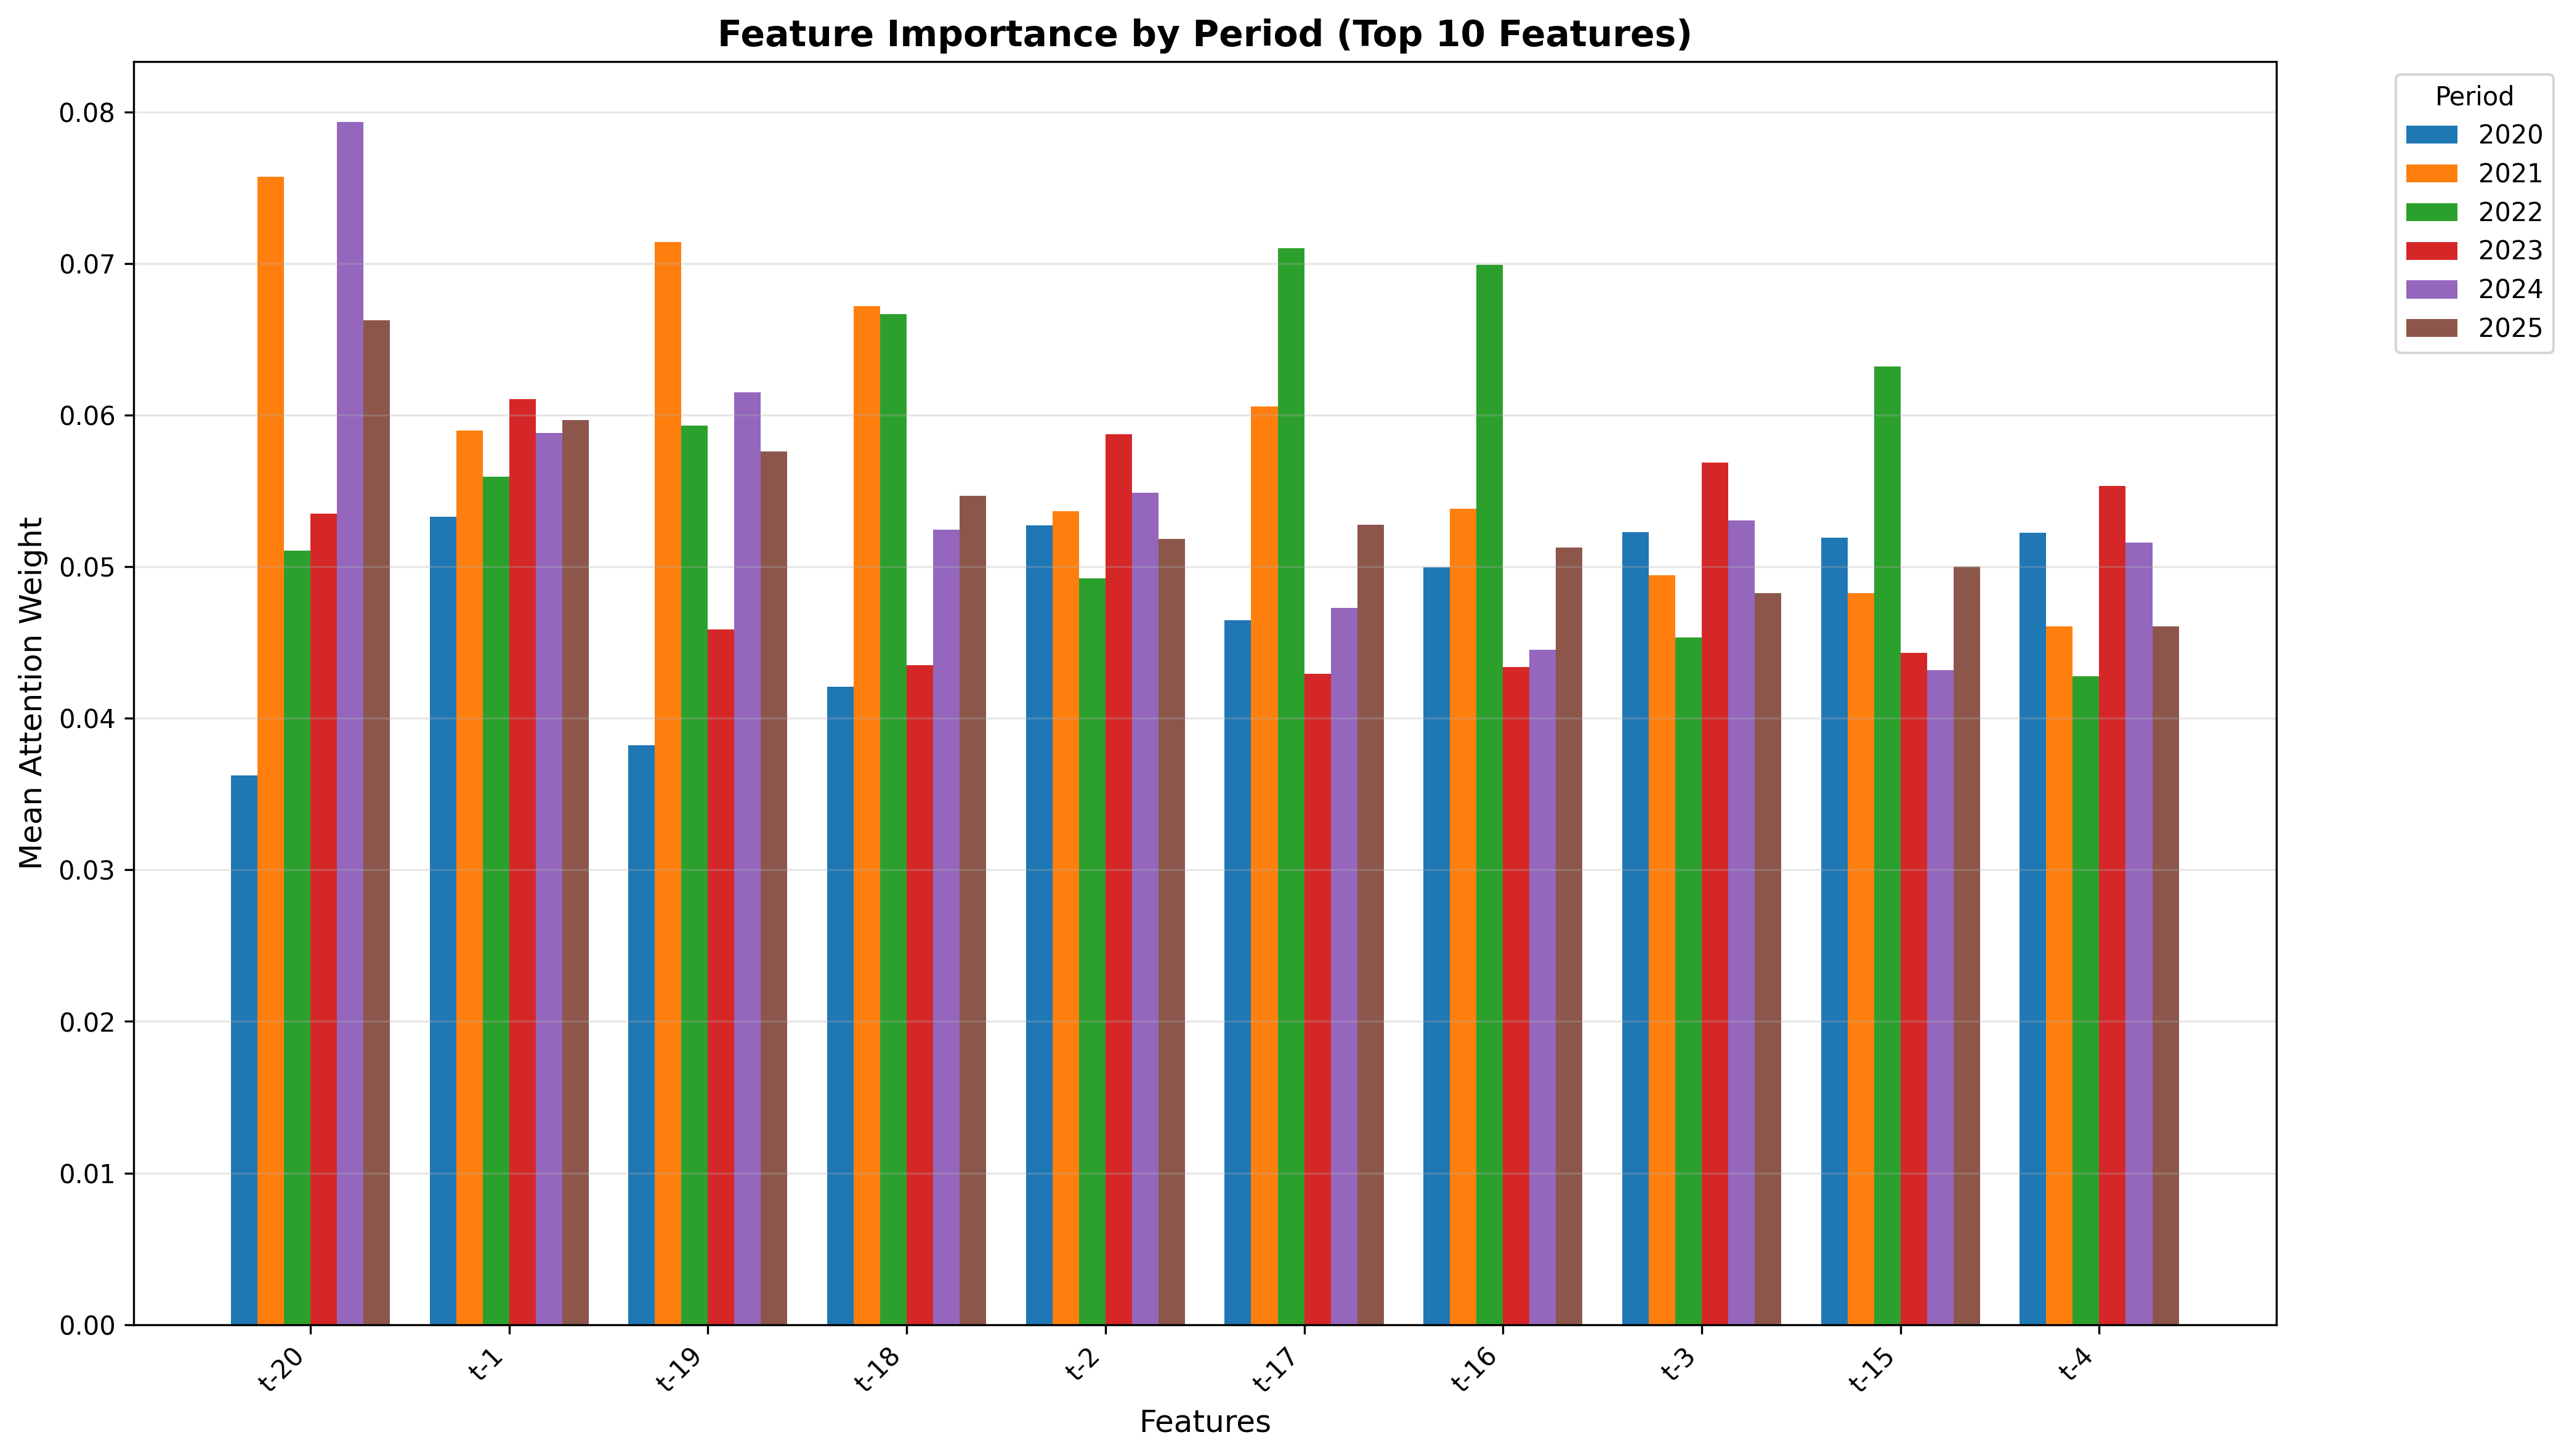 Feature Importance by Period (Top 10 Features)
Period
2020
2021
2022
2023
2024
2025
Mean Attention Weight
0.08
0.07
0.06
0.05
0.04
0.03
0.02
0.01
0.00
t-20
t-1
t-19
t-18
t-2
t-17
t-16
t-3
t-15
t-4
Features